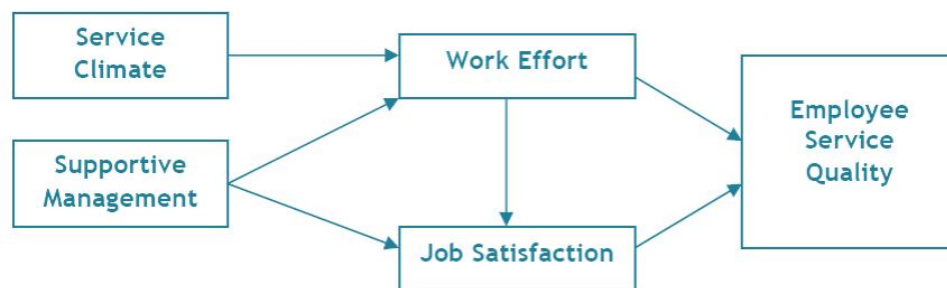 Service
Climate
Work Effort
Employee
Service
Quality
Supportive
Management
Job Satisfaction